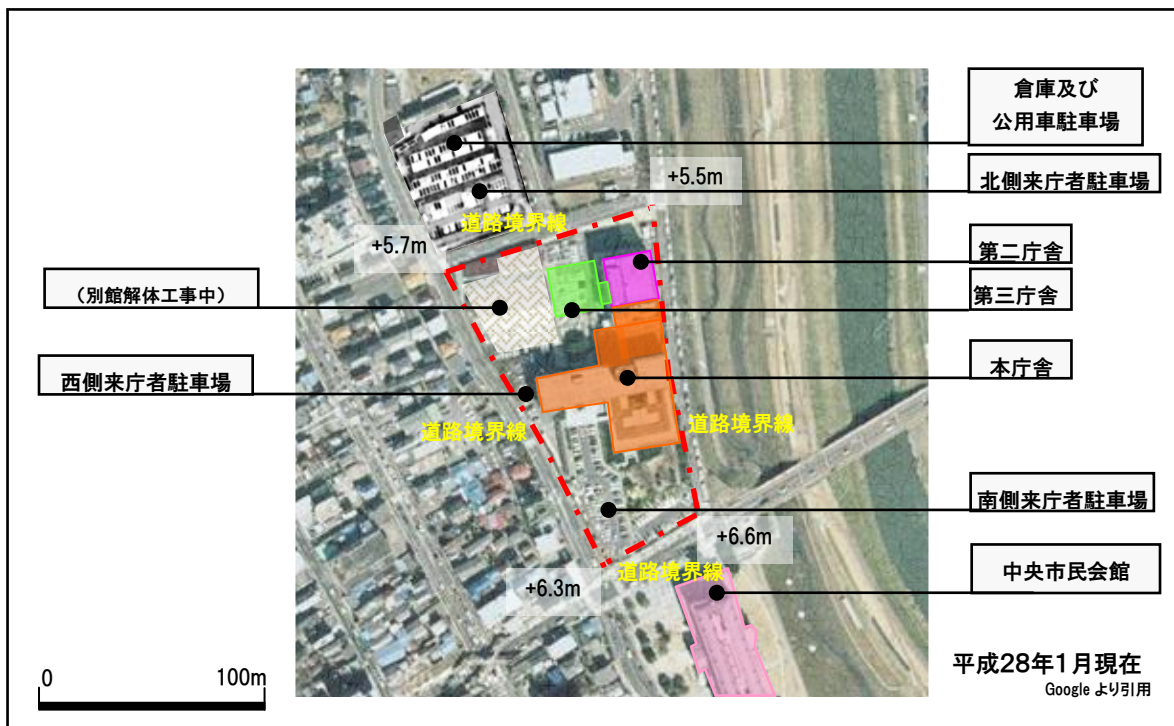 倉庫及び
公用車駐車場
+5.5m
北側来庁者駐車場
道路境界線
+5.7m
第二庁舎
(別館解体工事中)
第三庁舎
本庁舎
西側来庁者駐車場
道路境界線
道路境界線
南側来庁者駐車場
+6.6m
道路境界線
中央市民会館
+6.3m
平成28年1月現在
0
100m
Google より引用